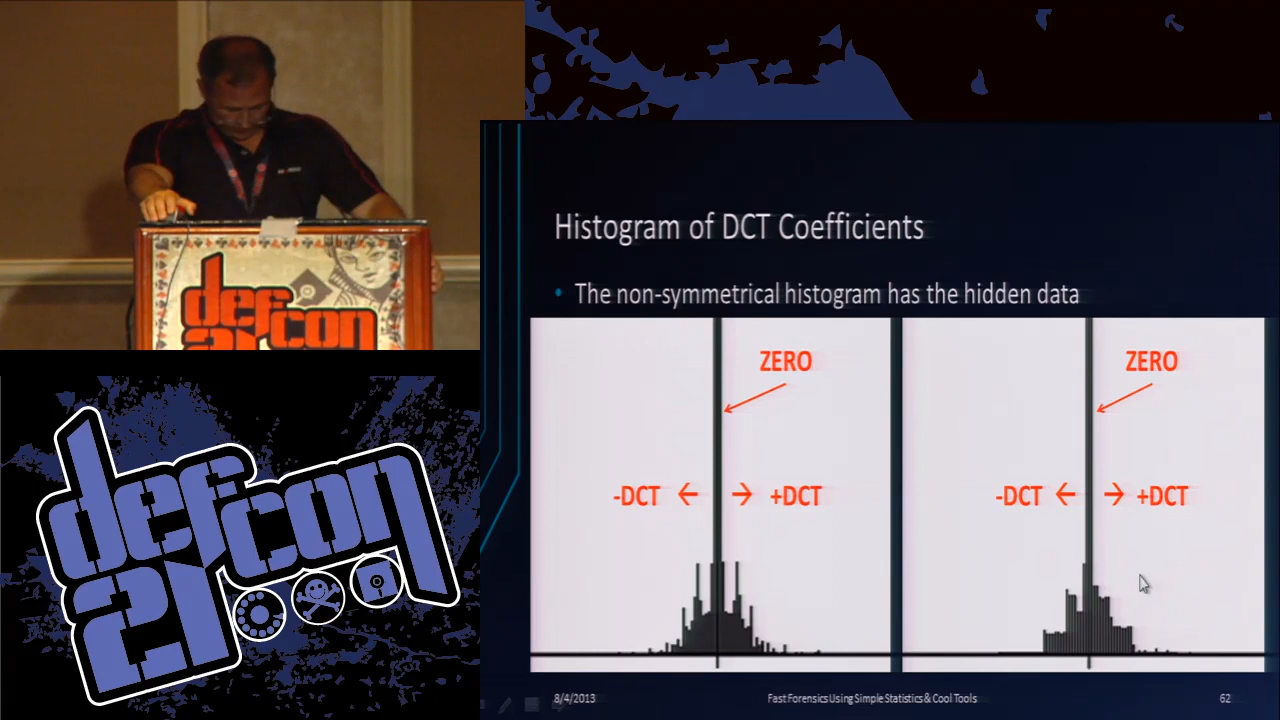 defcon
21
Histogram of DCT Coefficients
• The non-symmetrical histogram has the hidden data
ZERO
-DCT ← → +DCT
ZERO
-DCT ← → +DCT
defcon
21
8/4/2013
Fast Forensics Using Simple Statistics & Cool Tools
62